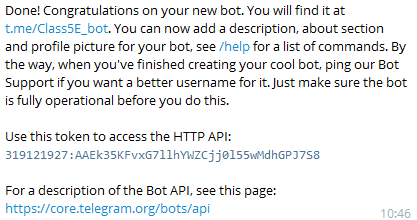 Done! Congratulations on your new bot. You will find it at
t.me/Class5E_bot. You can now add a description, about section
and profile picture for your bot, see /help for a list of commands. By
the way, when you've finished creating your cool bot, ping our Bot
Support if you want a better username for it. Just make sure the bot
is fully operational before you do this.
Use this token to access the HTTP API:
319121927:AAEk35KFvxG7llhYWZCjj0l55wMdhGPJ7S8
For a description of the Bot API, see this page:
https://core.telegram.org/bots/api
10:46